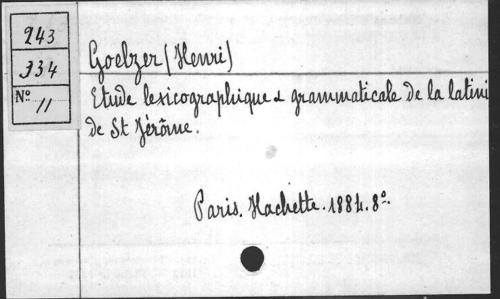 243
334
N° 11
Goelzer (Henri)
Etude lexicographique & grammaticale de la latini
de St Jérôme.
Paris. Hachette. 1884. 8°.